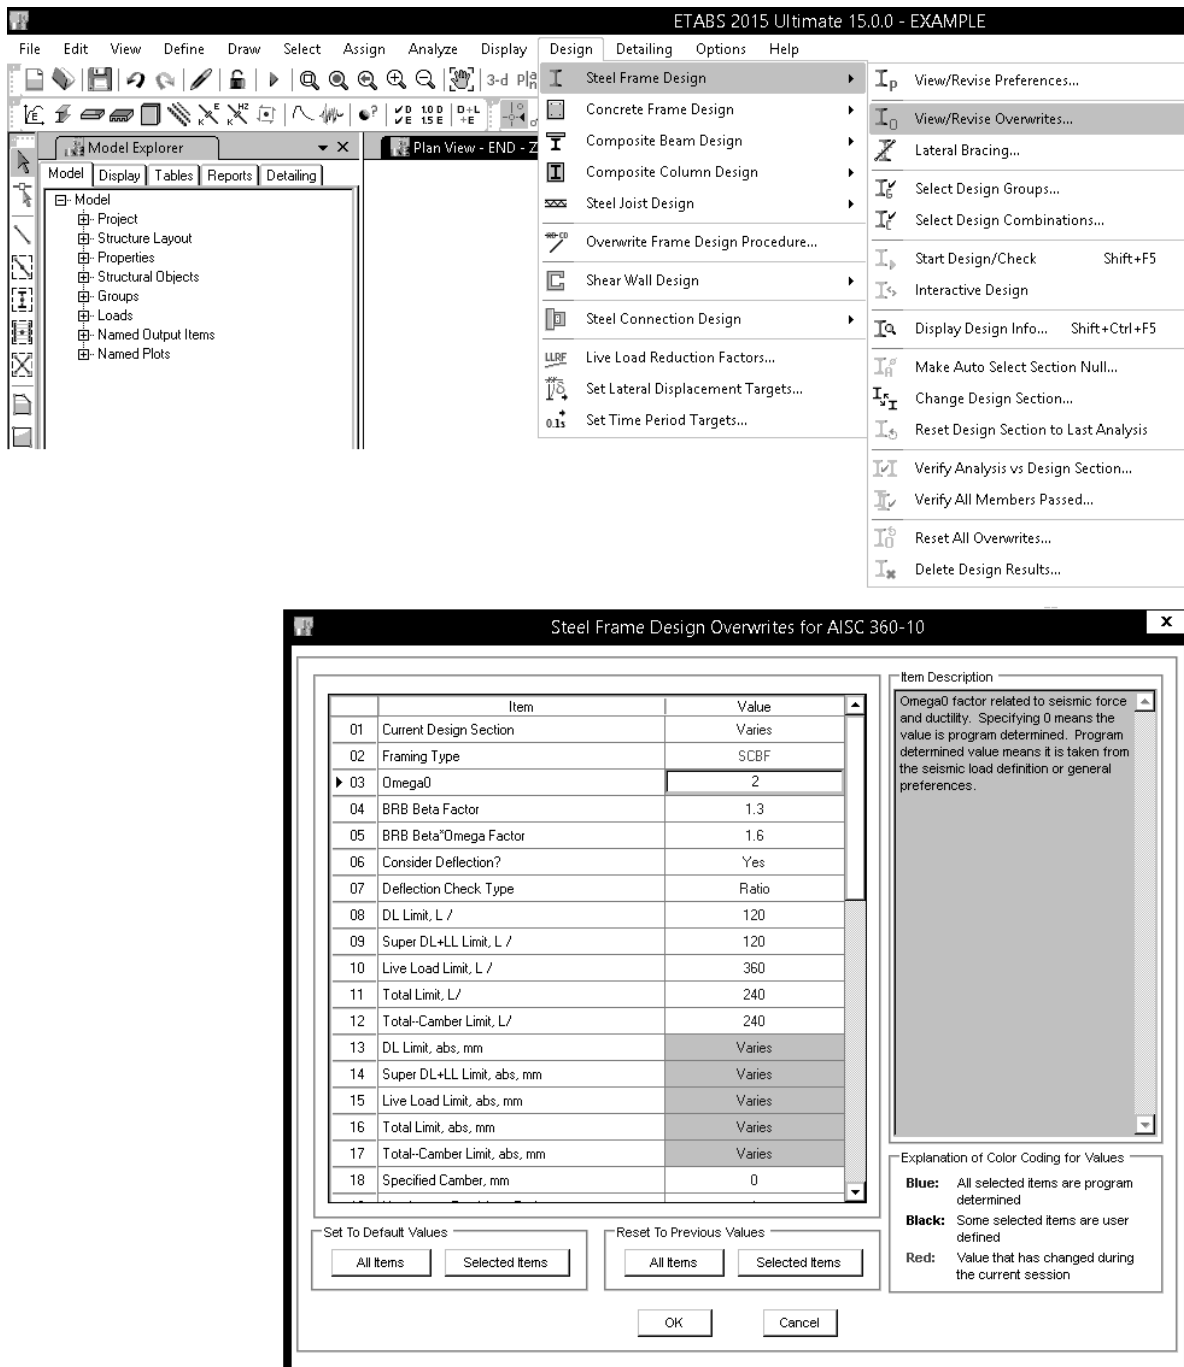 ETABS 2015 Ultimate 15.0.0 - EXAMPLE
File Edit View Define Draw Select Assign Analyze Display Design Detailing Options Help
3-d
Model Explorer
Model Display Tables Reports Detailing
Model
Project
Structure Layout
Properties
Structural Objects
Groups
Loads
Named Output Items
Named Plots
Plan View - END - Z
Steel Frame Design
Concrete Frame Design
Composite Beam Design
Composite Column Design
Steel Joist Design
Overwrite Frame Design Procedure...
Shear Wall Design
Steel Connection Design
LLRF Live Load Reduction Factors...
Set Lateral Displacement Targets...
0.1s Set Time Period Targets...
View/Revise Preferences...
View/Revise Overwrites...
Lateral Bracing...
Select Design Groups...
Select Design Combinations...
Start Design/Check Shift+F5
Interactive Design
Display Design Info... Shift+Ctrl+F5
Make Auto Select Section Null...
Change Design Section...
Reset Design Section to Last Analysis
Verify Analysis vs Design Section...
Verify All Members Passed...
Reset All Overwrites...
Delete Design Results...
Steel Frame Design Overwrites for AISC 360-10
x
Item Value
01 Current Design Section Varies
02 Framing Type SCBF
03 Omega0 2
04 BRB Beta Factor 1.3
05 BRB Beta*Omega Factor 1.6
06 Consider Deflection? Yes
07 Deflection Check Type Ratio
08 DL Limit, L / 120
09 Super DL+LL Limit, L / 120
10 Live Load Limit, L / 360
11 Total Limit, L/ 240
12 Total--Camber Limit, L/ 240
13 DL Limit, abs, mm Varies
14 Super DL+LL Limit, abs, mm Varies
15 Live Load Limit, abs, mm Varies
16 Total Limit, abs, mm Varies
17 Total--Camber Limit, abs, mm Varies
18 Specified Camber, mm 0
Item Description
Omega0 factor related to seismic force
and ductility. Specifying 0 means the
value is program determined. Program
determined value means it is taken from
the seismic load definition or general
preferences.
Explanation of Color Coding for Values
Blue: All selected items are program
determined
Black: Some selected items are user
defined
Red: Value that has changed during
the current session
Set To Default Values
All Items Selected Items
Reset To Previous Values
All Items Selected Items
OK Cancel